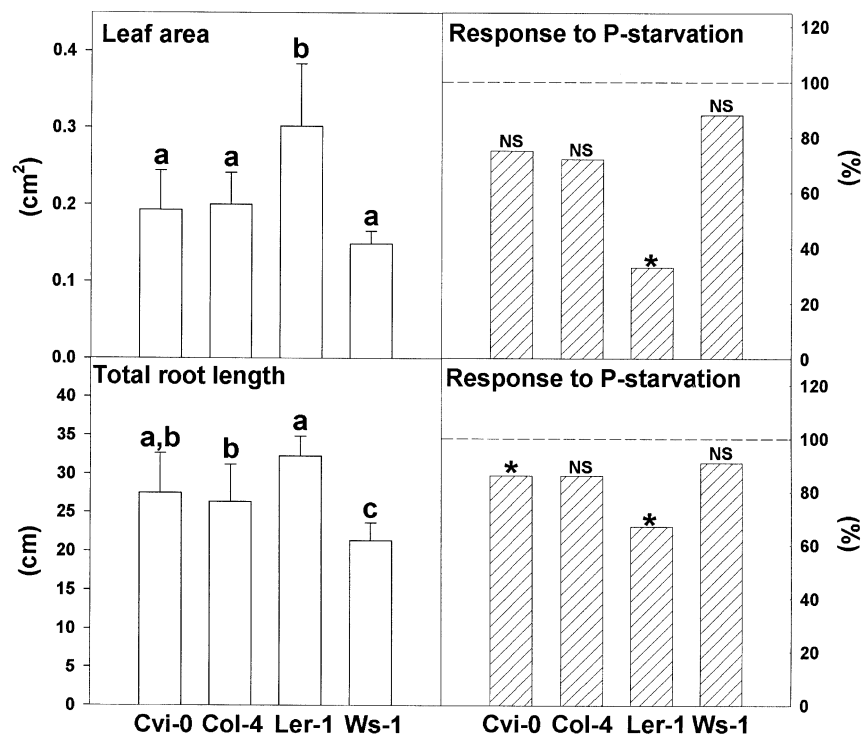 Leaf area
(cm2)
0.4
0.3
0.2
0.1
0.0
a
a
b
a
Response to P-starvation
NS
NS
*
NS
120
100
80
60
40
20
0
(%)
Total root length
(cm)
40
35
30
25
20
15
10
5
0
a,b
b
a
c
Cvi-0 Col-4 Ler-1 Ws-1
Response to P-starvation
*
NS
*
NS
120
100
80
60
40
20
0
(%)
Cvi-0 Col-4 Ler-1 Ws-1